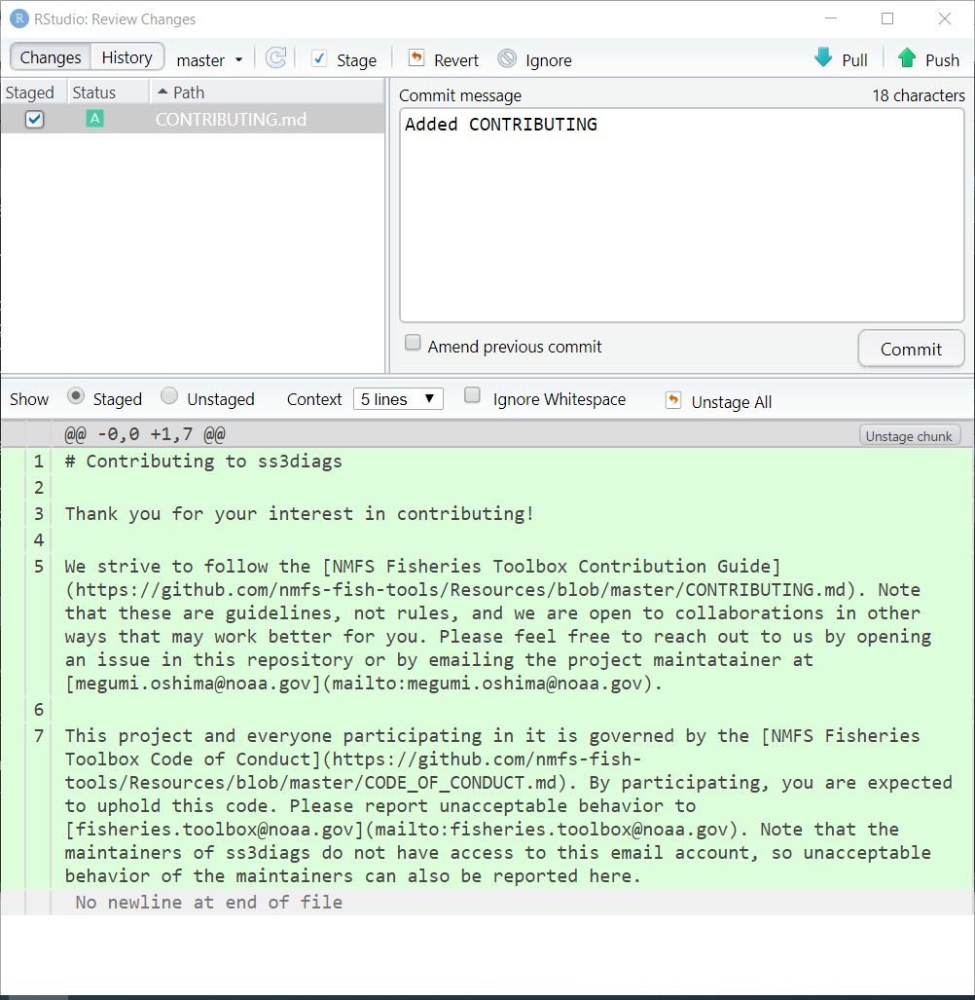 RStudio: Review Changes
Changes History master Stage Revert Ignore Pull Push
Staged Status Path
A CONTRIBUTING.md
Commit message 18 characters
Added CONTRIBUTING
Amend previous commit Commit
Show Staged Unstaged Context 5 lines Ignore Whitespace Unstage All
@@ -0,0 +1,7 @@ Unstage chunk
1 # Contributing to ss3diags
2
3 Thank you for your interest in contributing!
4
5 We strive to follow the [NMFS Fisheries Toolbox Contribution Guide]
(https://github.com/nmfs-fish-tools/Resources/blob/master/CONTRIBUTING.md). Note
that these are guidelines, not rules, and we are open to collaborations in other
ways that may work better for you. Please feel free to reach out to us by opening
an issue in this repository or by emailing the project maintatainer at
[megumi.oshima@noaa.gov](mailto:megumi.oshima@noaa.gov).
6
7 This project and everyone participating in it is governed by the [NMFS Fisheries
Toolbox Code of Conduct](https://github.com/nmfs-fish-
tools/Resources/blob/master/CODE_OF_CONDUCT.md). By participating, you are expected
to uphold this code. Please report unacceptable behavior to
[fisheries.toolbox@noaa.gov](mailto:fisheries.toolbox@noaa.gov). Note that the
maintainers of ss3diags do not have access to this email account, so unacceptable
behavior of the maintainers can also be reported here.
No newline at end of file